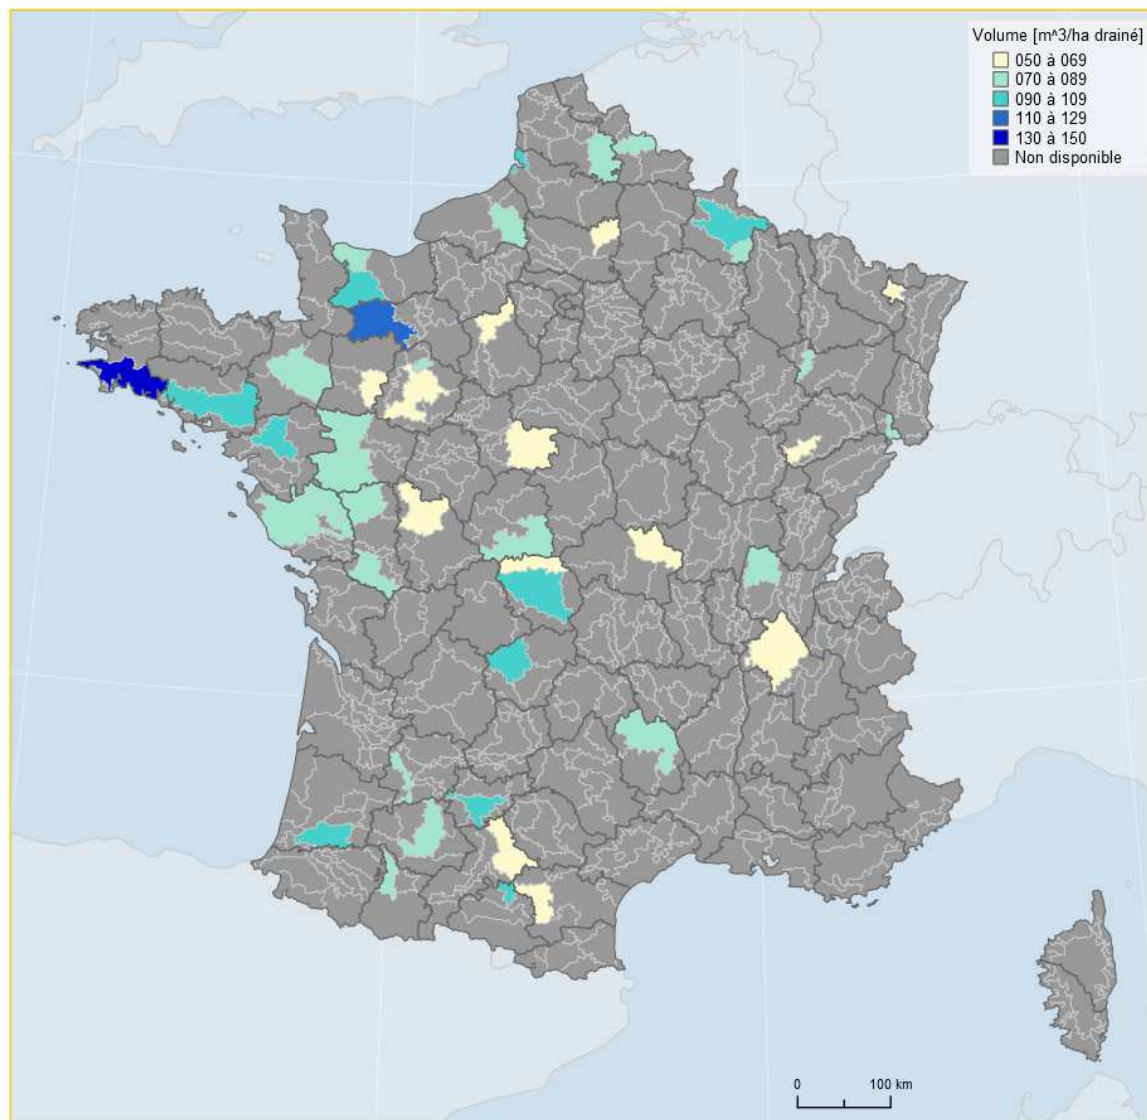 Volume [m^3/ha drainé]
050 à 069
070 à 089
090 à 109
110 à 129
130 à 150
Non disponible
0 100 km